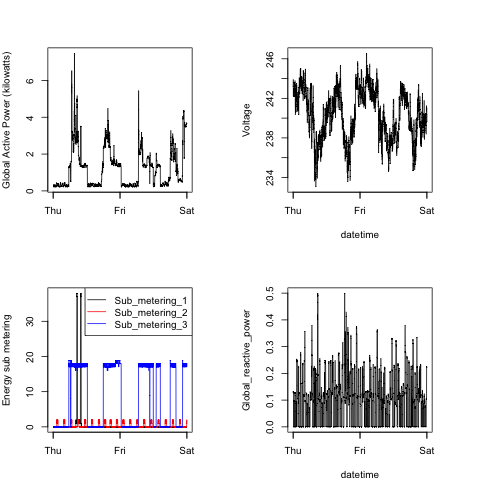 Global Active Power (kilowatts)
0 2 4 6
Thu Fri Sat
Voltage
234 238 242 246
Thu Fri Sat
datetime
Energy sub metering
0 10 20 30
Sub_metering_1
Sub_metering_2
Sub_metering_3
Thu Fri Sat
Global_reactive_power
0.0 0.1 0.2 0.3 0.4 0.5
Thu Fri Sat
datetime